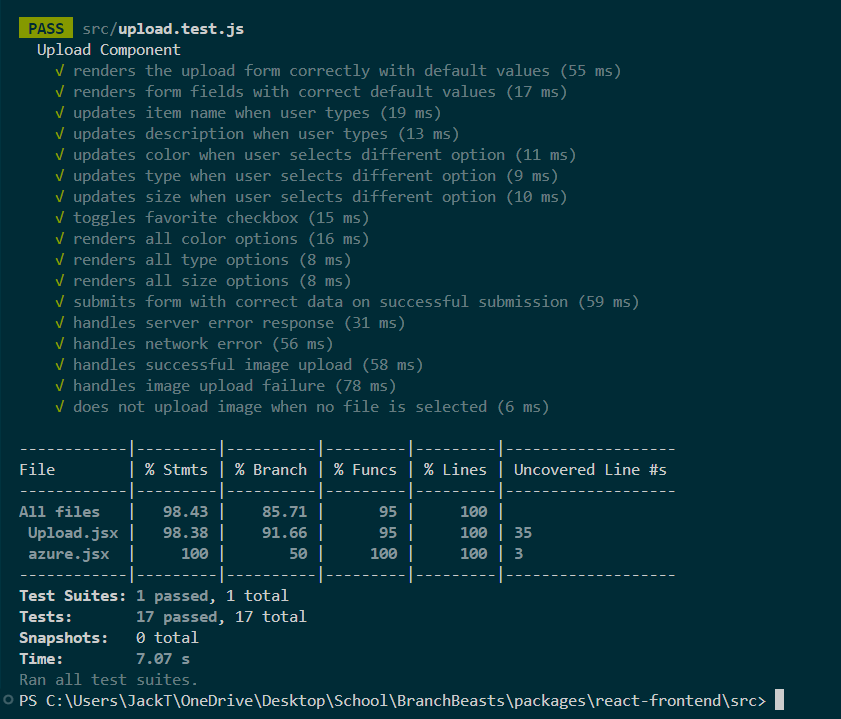 PASS src/upload.test.js
Upload Component
√ renders the upload form correctly with default values (55 ms)
√ renders form fields with correct default values (17 ms)
√ updates item name when user types (19 ms)
√ updates description when user types (13 ms)
√ updates color when user selects different option (11 ms)
√ updates type when user selects different option (9 ms)
√ updates size when user selects different option (10 ms)
√ toggles favorite checkbox (15 ms)
√ renders all color options (16 ms)
√ renders all type options (8 ms)
√ renders all size options (8 ms)
√ submits form with correct data on successful submission (59 ms)
√ handles server error response (31 ms)
√ handles network error (56 ms)
√ handles successful image upload (58 ms)
√ handles image upload failure (78 ms)
√ does not upload image when no file is selected (6 ms)
------------|---------|----------|---------|---------|-------------------
File        | % Stmts | % Branch | % Funcs | % Lines | Uncovered Line #s
------------|---------|----------|---------|---------|-------------------
All files   |   98.43 |    85.71 |      95 |     100 |
 Upload.jsx |   98.38 |    91.66 |      95 |     100 | 35
 azure.jsx  |     100 |       50 |     100 |     100 | 3
------------|---------|----------|---------|---------|-------------------
Test Suites: 1 passed, 1 total
Tests:       17 passed, 17 total
Snapshots:   0 total
Time:        7.07 s
Ran all test suites.
PS C:\Users\JackT\OneDrive\Desktop\School\BranchBeasts\packages\react-frontend\src>